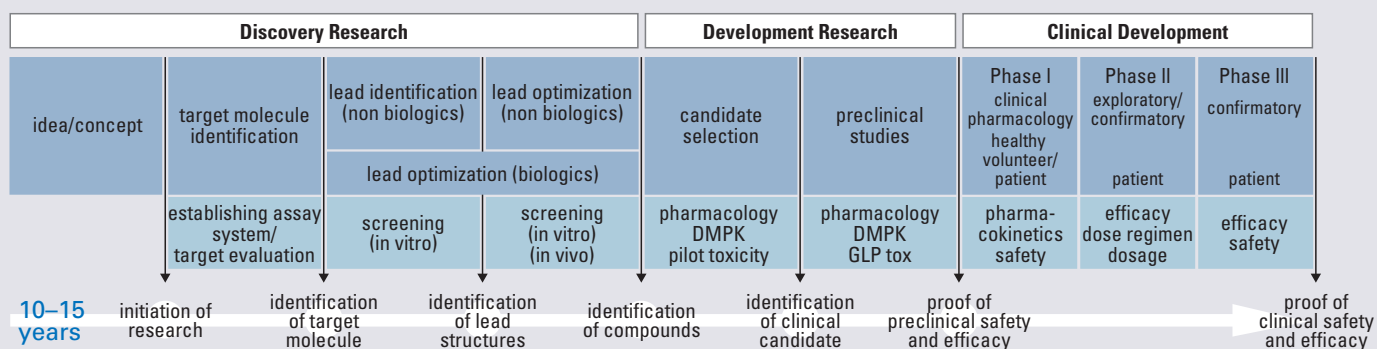 Discovery Research
Development Research
Clinical Development
idea/concept
target molecule
identification
lead identification
(non biologics)
lead optimization
(non biologics)
lead optimization (biologics)
candidate
selection
preclinical
studies
Phase I
clinical
pharmacology
healthy
volunteer/
patient
Phase II
exploratory/
confirmatory
patient
Phase III
confirmatory
patient
establishing assay
system/
target evaluation
screening
(in vitro)
screening
(in vitro)
(in vivo)
pharmacology
DMPK
pilot toxicity
pharmacology
DMPK
GLP tox
pharma-
cokinetics
safety
efficacy
dose regimen
dosage
efficacy
safety
10–15
years
initiation of
research
identification
of target
molecule
identification
of lead
structures
identification
of compounds
identification
of clinical
candidate
proof of
preclinical safety
and efficacy
proof of
clinical safety
and efficacy